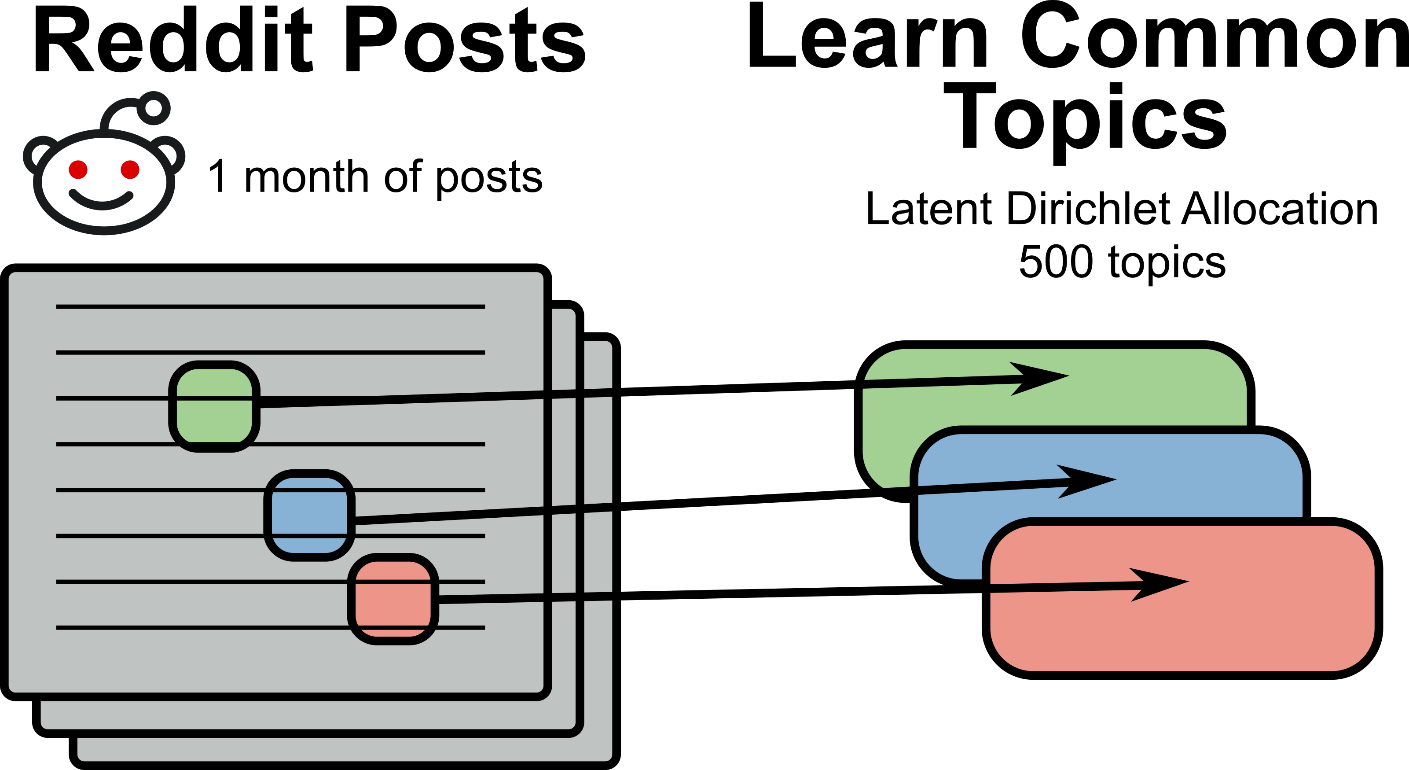 Reddit Posts
1 month of posts
Learn Common
Topics
Latent Dirichlet Allocation
500 topics